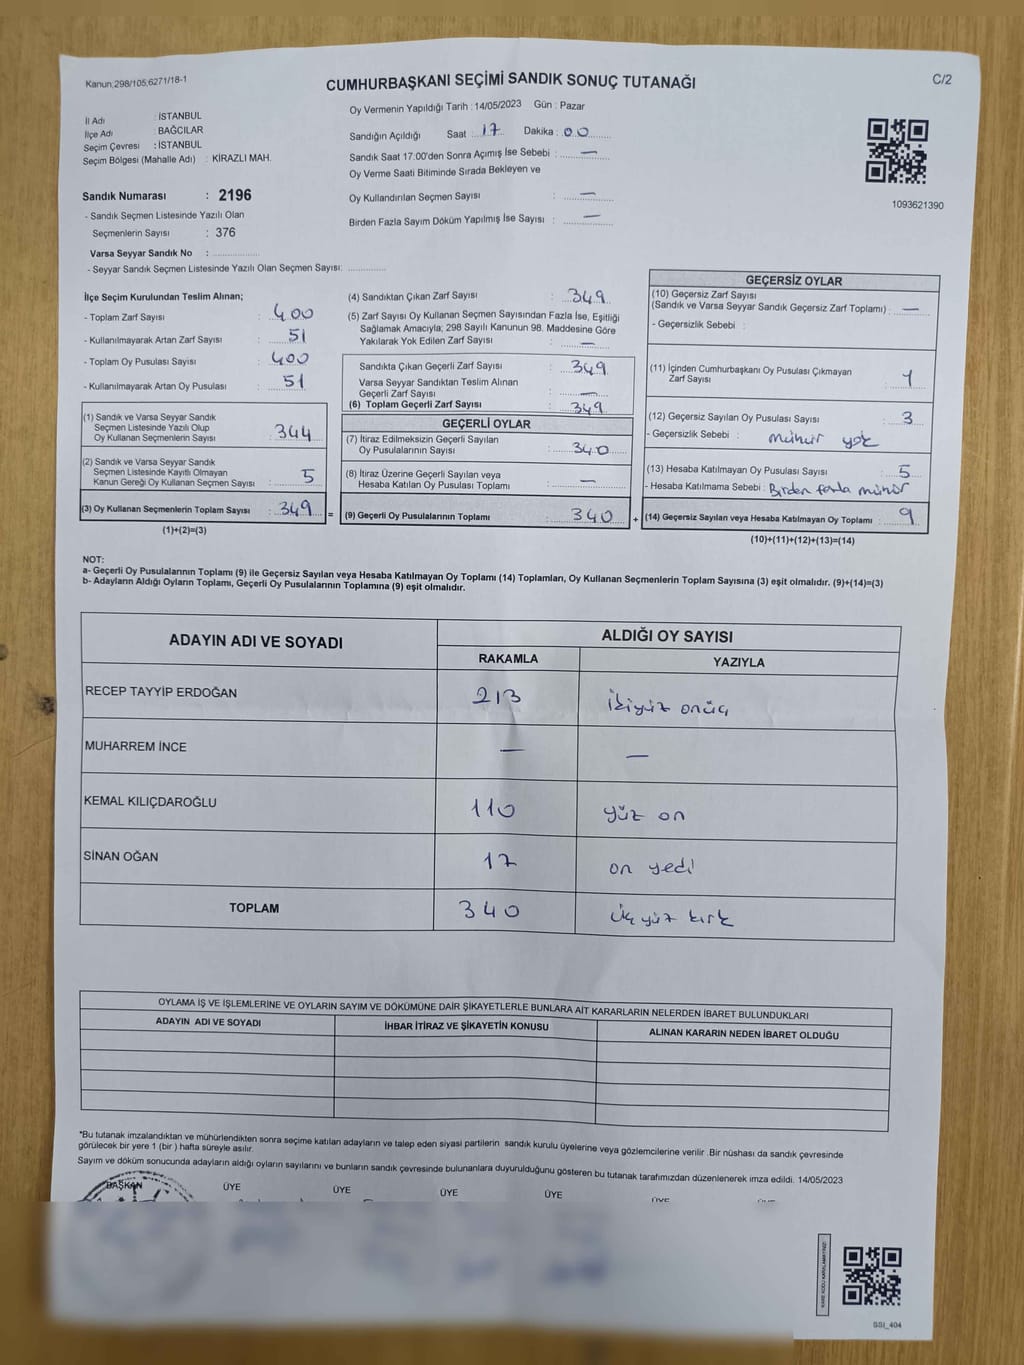 Kanun:298/105;6271/18-1
C/2
CUMHURBAŞKANI SEÇİMİ SANDIK SONUÇ TUTANAĞI
İl Adı : İSTANBUL
İlçe Adı : BAĞCILAR
Seçim Çevresi : İSTANBUL
Seçim Bölgesi (Mahalle Adı) : KİRAZLI MAH.
Sandık Numarası : 2196
- Sandık Seçmen Listesinde Yazılı Olan
Seçmenlerin Sayısı : 376
Varsa Seyyar Sandık No : ................
- Seyyar Sandık Seçmen Listesinde Yazılı Olan Seçmen Sayısı: .............
Oy Vermenin Yapıldığı Tarih : 14/05/2023 Gün : Pazar
Sandığın Açıldığı Saat : 17 Dakika : 00
Sandık Saat 17:00'den Sonra Açımış İse Sebebi : —
Oy Verme Saati Bitiminde Sırada Bekleyen ve
Oy Kullandırılan Seçmen Sayısı : —
Birden Fazla Sayım Döküm Yapılmış İse Sayısı : —
1093621390
İlçe Seçim Kurulundan Teslim Alınan;
- Toplam Zarf Sayısı : 400
- Kullanılmayarak Artan Zarf Sayısı : 51
- Toplam Oy Pusulası Sayısı : 400
- Kullanılmayarak Artan Oy Pusulası : 51
(1) Sandık ve Varsa Seyyar Sandık
Seçmen Listesinde Yazılı Olup
Oy Kullanan Seçmenlerin Sayısı : 344
(2) Sandık ve Varsa Seyyar Sandık
Seçmen Listesinde Kayıtlı Olmayan
Kanun Gereği Oy Kullanan Seçmen Sayısı : 5
(3) Oy Kullanan Seçmenlerin Toplam Sayısı : 349 =
(1)+(2)=(3)
(4) Sandıktan Çıkan Zarf Sayısı : 349
(5) Zarf Sayısı Oy Kullanan Seçmen Sayısından Fazla İse, Eşitliği
Sağlamak Amacıyla; 298 Sayılı Kanunun 98. Maddesine Göre
Yakılarak Yok Edilen Zarf Sayısı : —
Sandıkta Çıkan Geçerli Zarf Sayısı : 349
Varsa Seyyar Sandıktan Teslim Alınan
Geçerli Zarf Sayısı : —
(6) Toplam Geçerli Zarf Sayısı : 349
GEÇERLİ OYLAR
(7) İtiraz Edilmeksizin Geçerli Sayılan
Oy Pusulalarının Sayısı : 340
(8) İtiraz Üzerine Geçerli Sayılan veya
Hesaba Katılan Oy Pusulası Toplamı : —
(9) Geçerli Oy Pusulalarının Toplamı : 340 +
GEÇERSİZ OYLAR
(10) Geçersiz Zarf Sayısı
(Sandık ve Varsa Seyyar Sandık Geçersiz Zarf Toplamı) : —
- Geçersizlik Sebebi :
(11) İçinden Cumhurbaşkanı Oy Pusulası Çıkmayan
Zarf Sayısı : 1
(12) Geçersiz Sayılan Oy Pusulası Sayısı : 3
- Geçersizlik Sebebi : mühür yok
(13) Hesaba Katılmayan Oy Pusulası Sayısı : 5
- Hesaba Katılmama Sebebi : Birden fazla mühür
(14) Geçersiz Sayılan veya Hesaba Katılmayan Oy Toplamı : 9
(10)+(11)+(12)+(13)=(14)
NOT:
a- Geçerli Oy Pusulalarının Toplamı (9) ile Geçersiz Sayılan veya Hesaba Katılmayan Oy Toplamı (14) Toplamları, Oy Kullanan Seçmenlerin Toplam Sayısına (3) eşit olmalıdır. (9)+(14)=(3)
b- Adayların Aldığı Oyların Toplamı, Geçerli Oy Pusulalarının Toplamına (9) eşit olmalıdır.
ADAYIN ADI VE SOYADI ALDIĞI OY SAYISI
RAKAMLA YAZIYLA
RECEP TAYYİP ERDOĞAN 213 ikiyüz onüç
MUHARREM İNCE — —
KEMAL KILIÇDAROĞLU 110 yüz on
SİNAN OĞAN 17 on yedi
TOPLAM 340 üç yüz kırk
OYLAMA İŞ VE İŞLEMLERİNE VE OYLARIN SAYIM VE DÖKÜMÜNE DAİR ŞİKAYETLERLE BUNLARA AİT KARARLARIN NELERDEN İBARET BULUNDUKLARI
ADAYIN ADI VE SOYADI İHBAR İTİRAZ VE ŞİKAYETİN KONUSU ALINAN KARARIN NEDEN İBARET OLDUĞU
*Bu tutanak imzalandıktan ve mühürlendikten sonra seçime katılan adayların ve talep eden siyasi partilerin sandık kurulu üyelerine veya gözlemcilerine verilir .Bir nüshası da sandık çevresinde
görülecek bir yere 1 (bir ) hafta süreyle asılır.
Sayım ve döküm sonucunda adayların aldığı oyların sayılarını ve bunların sandık çevresinde bulunanlara duyurulduğunu gösteren bu tutanak tarafımızdan düzenlenerek imza edildi. 14/05/2023
BAŞKAN ÜYE ÜYE ÜYE ÜYE ÜYE ÜYE
SSI_404